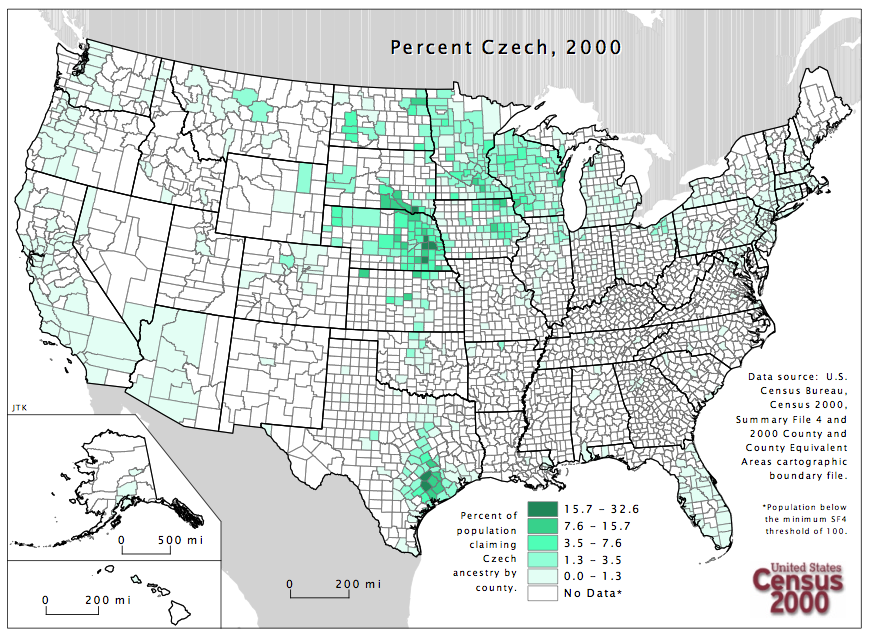 Percent Czech, 2000
Data source: U.S.
Census Bureau,
Census 2000,
Summary File 4 and
2000 County and
County Equivalent
Areas cartographic
boundary file.
JTK
*Population below
the minimum SF4
threshold of 100.
Percent of
population
claiming
Czech
ancestry by
county.
15.7 – 32.6
7.6 – 15.7
3.5 – 7.6
1.3 – 3.5
0.0 – 1.3
No Data*
0 500 mi
0 200 mi
0 200 mi
United States
Census
2000